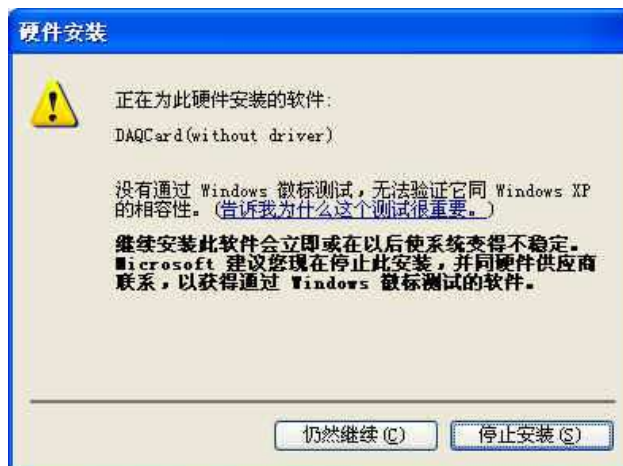 硬件安装
正在为此硬件安装的软件:
DAQCard(without driver)
没有通过 Windows 徽标测试，无法验证它同 Windows XP
的相容性。(告诉我为什么这个测试很重要。)
继续安装此软件会立即或在以后使系统变得不稳定。
Microsoft 建议您现在停止此安装，并同硬件供应商
联系，以获得通过 Windows 徽标测试的软件。
仍然继续(C) 停止安装(S)